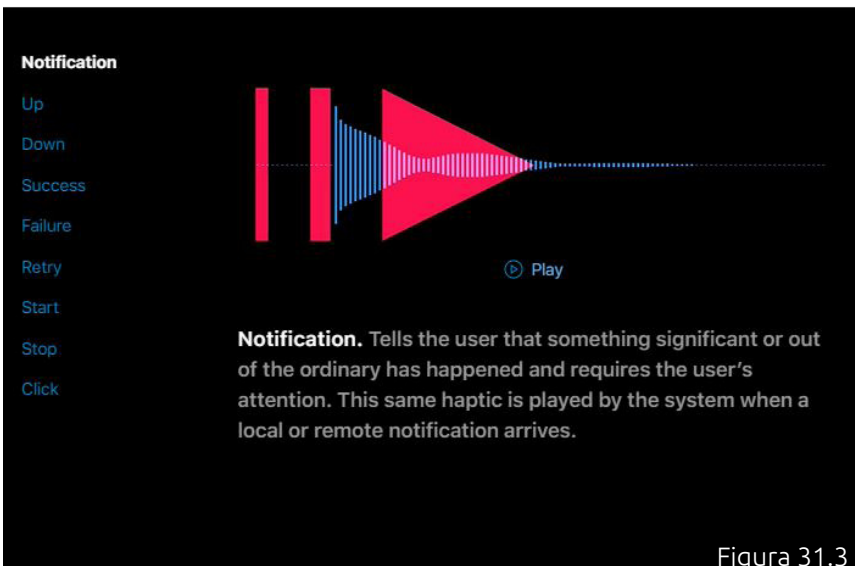 Notification
Up
Down
Success
Failure
Retry
Start
Stop
Click
Play
Notification. Tells the user that something significant or out
of the ordinary has happened and requires the user’s
attention. This same haptic is played by the system when a
local or remote notification arrives.
Figura 31.3